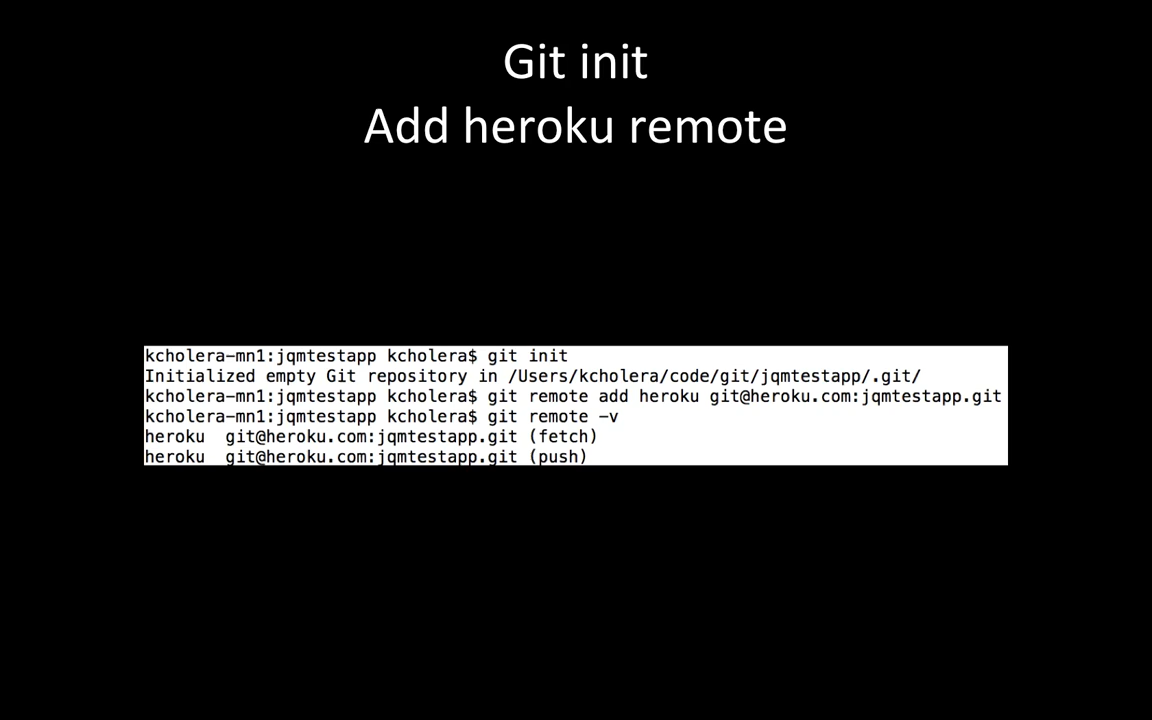 Git init
Add heroku remote
kcholera-mn1:jqmtestapp kcholera$ git init
Initialized empty Git repository in /Users/kcholera/code/git/jqmtestapp/.git/
kcholera-mn1:jqmtestapp kcholera$ git remote add heroku git@heroku.com:jqmtestapp.git
kcholera-mn1:jqmtestapp kcholera$ git remote -v
heroku  git@heroku.com:jqmtestapp.git (fetch)
heroku  git@heroku.com:jqmtestapp.git (push)